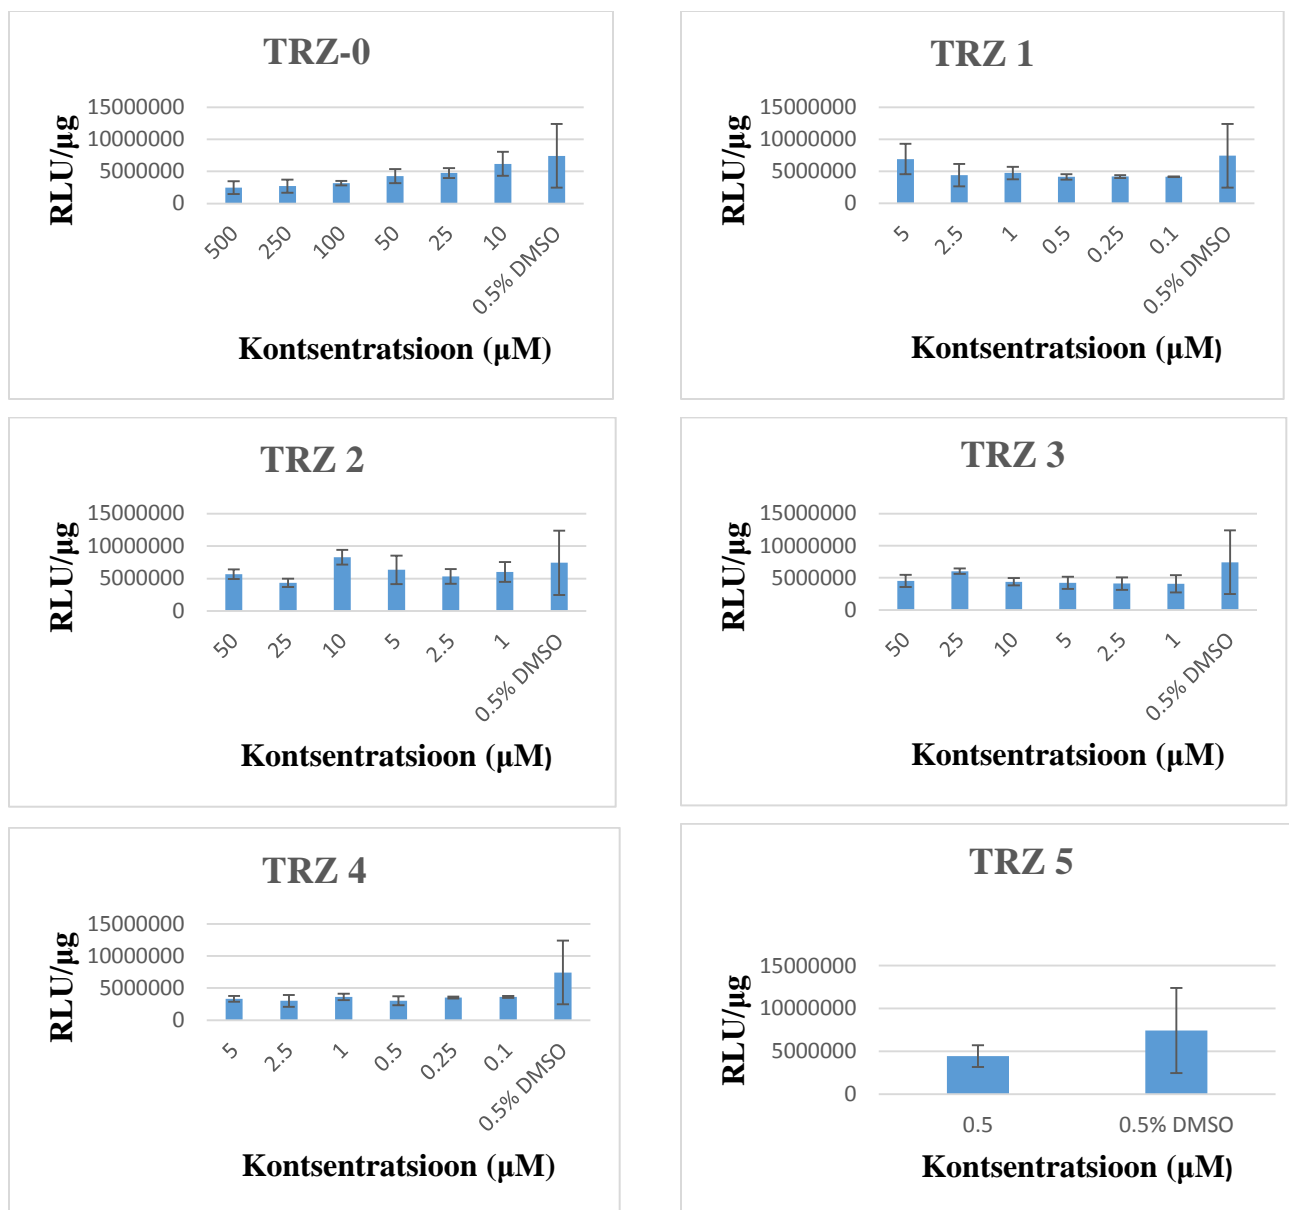 TRZ-0
RLU/µg
15000000
10000000
5000000
0
500 250 100 50 25 10 0.5% DMSO
Kontsentratsioon (µM)
TRZ 1
RLU/µg
15000000
10000000
5000000
0
5 2.5 1 0.5 0.25 0.1 0.5% DMSO
Kontsentratsioon (µM)
TRZ 2
RLU/µg
15000000
10000000
5000000
0
50 25 10 5 2.5 1 0.5% DMSO
Kontsentratsioon (µM)
TRZ 3
RLU/µg
15000000
10000000
5000000
0
50 25 10 5 2.5 1 0.5% DMSO
Kontsentratsioon (µM)
TRZ 4
RLU/µg
15000000
10000000
5000000
0
5 2.5 1 0.5 0.25 0.1 0.5% DMSO
Kontsentratsioon (µM)
TRZ 5
RLU/µg
15000000
10000000
5000000
0
0.5 0.5% DMSO
Kontsentratsioon (µM)